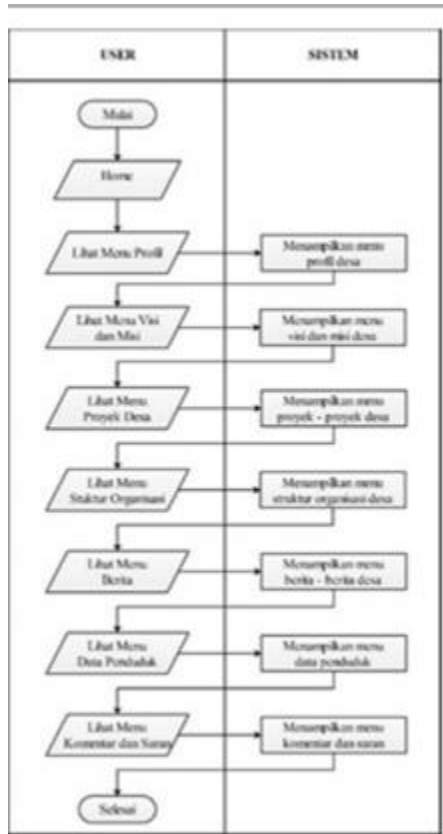 USER
SISTEM
Mulai
Home
Lihat Menu Profil
Menampilkan menu
profil desa
Lihat Menu Visi
dan Misi
Menampilkan menu
visi dan misi desa
Lihat Menu
Proyek Desa
Menampilkan menu
proyek - proyek desa
Lihat Menu
Stuktur Organisasi
Menampilkan menu
struktur organisasi desa
Lihat Menu
Berita
Menampilkan menu
berita - berita desa
Lihat Menu
Data Penduduk
Menampilkan menu
data penduduk
Lihat Menu
Komentar dan Saran
Menampilkan menu
komentar dan saran
Selesai